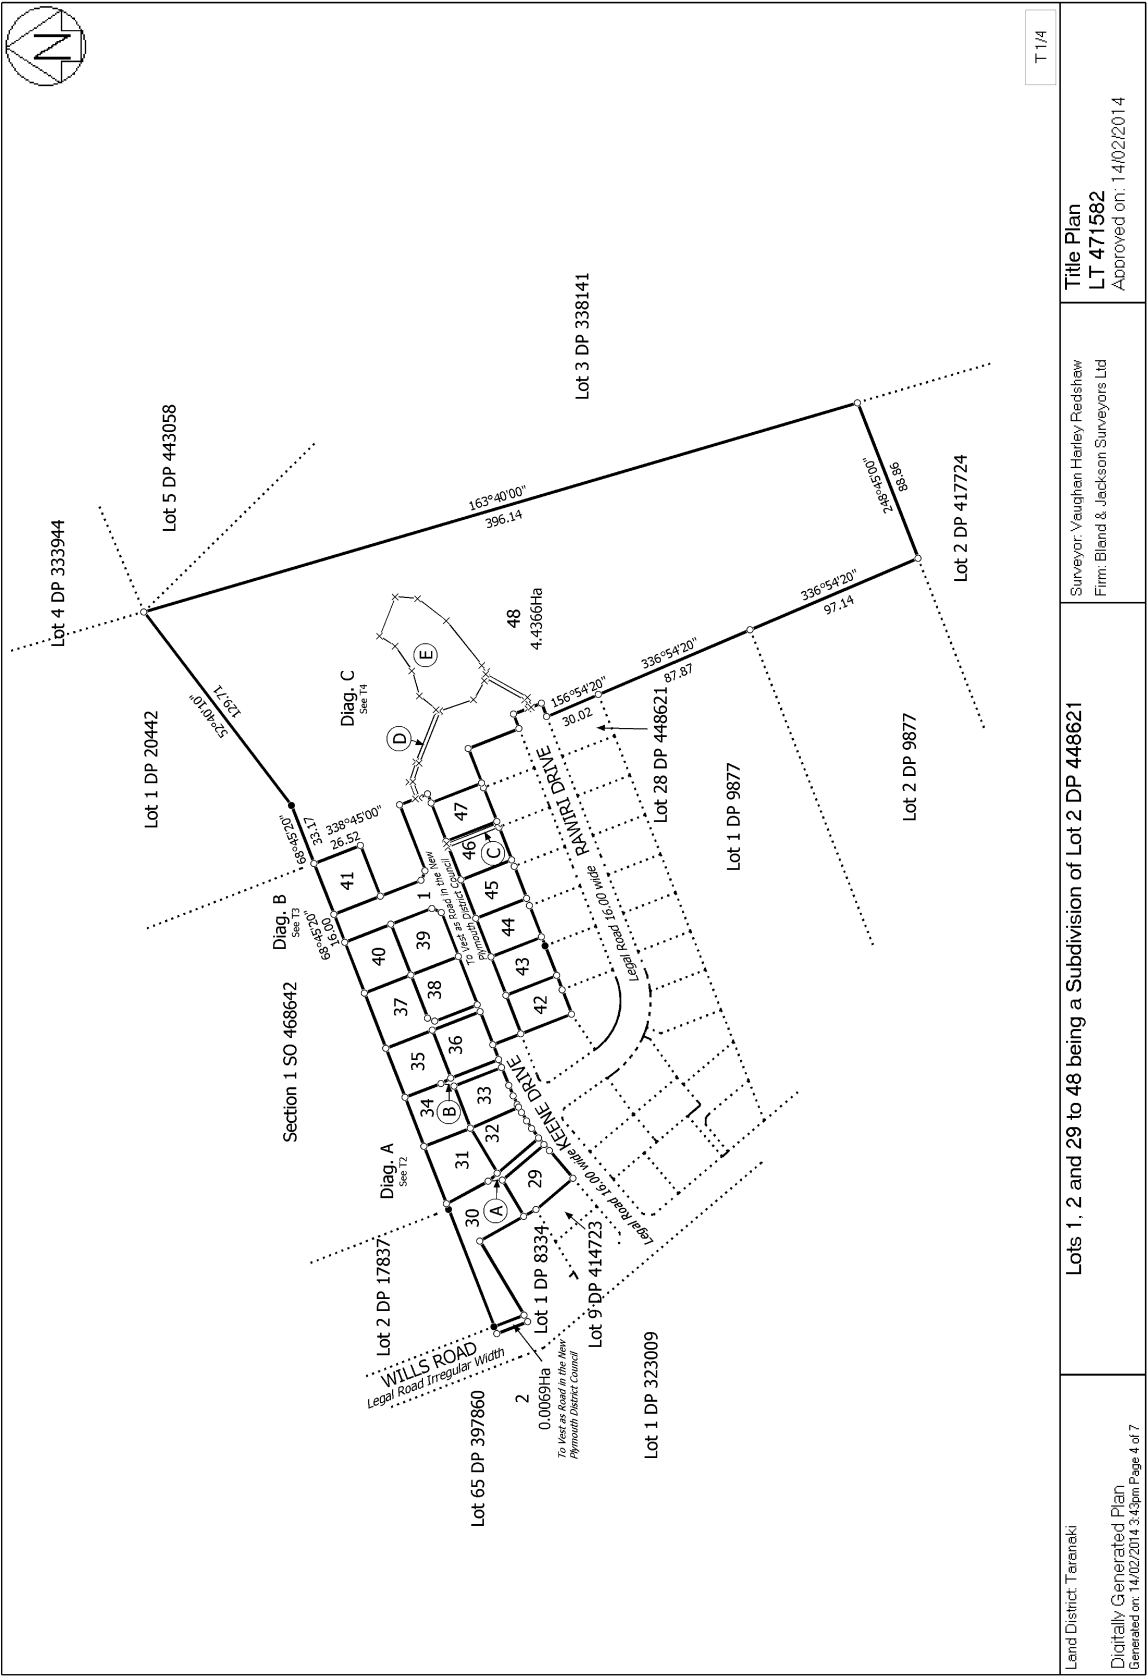 N
T 1/4
Lot 4 DP 333944
Lot 5 DP 443058
Lot 1 DP 20442
Lot 3 DP 338141
52°40'10"
129.71
163°40'00"
396.14
68°45'20"
33.17
338°45'00"
26.52
Diag. B
See T3
68°45'20"
16.00
Diag. C
See T4
Section 1 SO 468642
Diag. A
See T2
Lot 2 DP 17837
WILLS ROAD
Legal Road Irregular Width
Lot 65 DP 397860
2
0.0069Ha
To Vest as Road in the New
Plymouth District Council
Lot 1 DP 8334
Lot 9 DP 414723
Lot 1 DP 323009
30
31
34
35
37
40
41
29
32
33
36
38
39
1
To Vest as Road in the New
Plymouth District Council
42
43
44
45
46
47
A
B
C
D
E
48
4.4366Ha
KEENE DRIVE
Legal Road 16.00 wide
RAWIRI DRIVE
Legal Road 16.00 wide
156°54'20"
30.02
336°54'20"
87.87
336°54'20"
97.14
248°45'00"
88.86
Lot 28 DP 448621
Lot 1 DP 9877
Lot 2 DP 9877
Lot 2 DP 417724
Land District: Taranaki
Digitally Generated Plan
Generated on: 14/02/2014 3:43pm Page 4 of 7
Lots 1, 2 and 29 to 48 being a Subdivision of Lot 2 DP 448621
Surveyor: Vaughan Harley Redshaw
Firm: Bland & Jackson Surveyors Ltd
Title Plan
LT 471582
Approved on: 14/02/2014